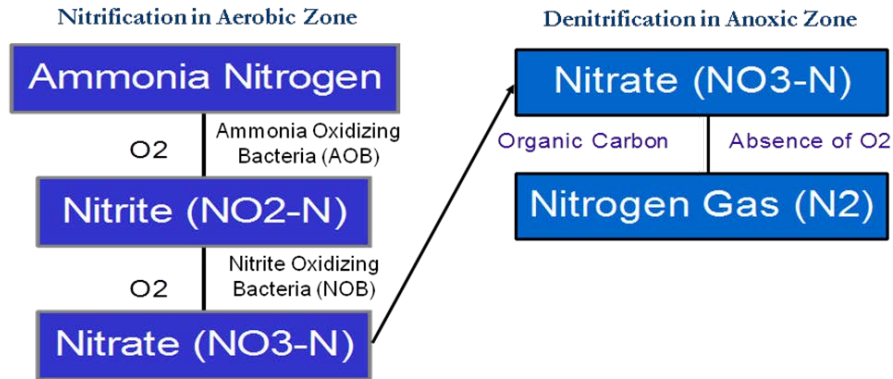 Nitrification in Aerobic Zone
Ammonia Nitrogen
O2
Ammonia Oxidizing
Bacteria (AOB)
Nitrite (NO2-N)
O2
Nitrite Oxidizing
Bacteria (NOB)
Nitrate (NO3-N)
Denitrification in Anoxic Zone
Nitrate (NO3-N)
Organic Carbon
Absence of O2
Nitrogen Gas (N2)